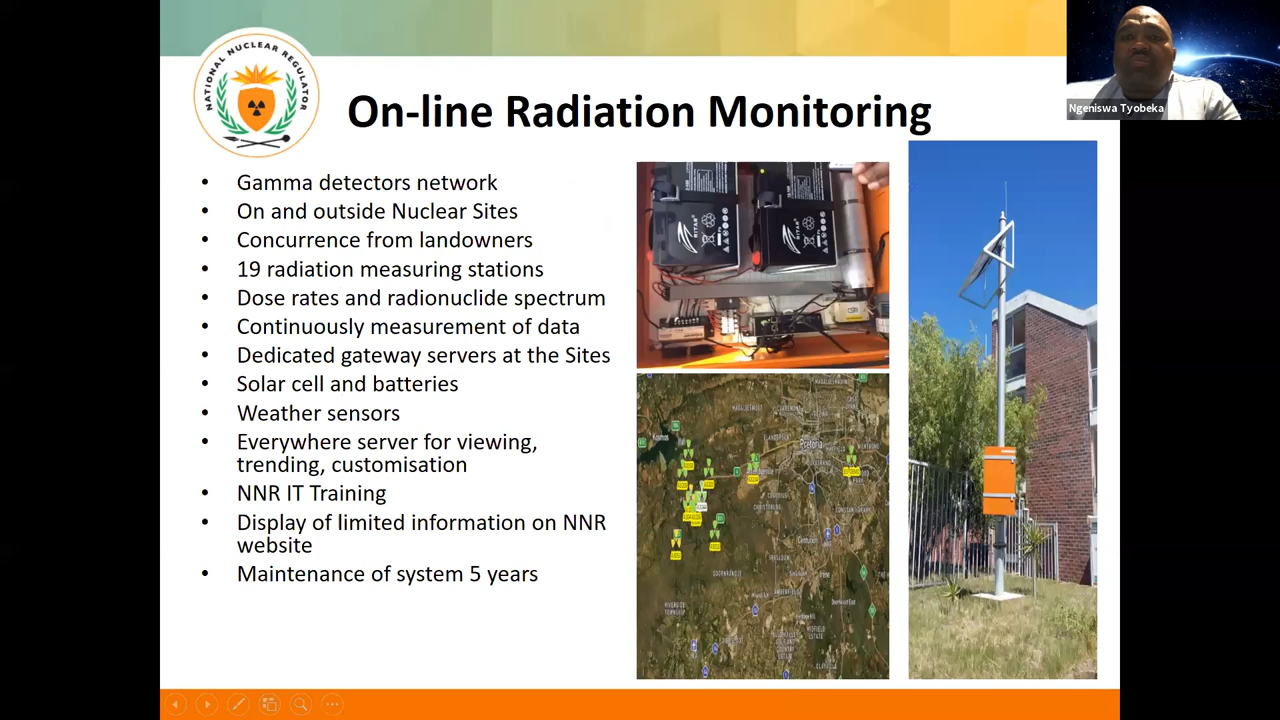 NATIONAL NUCLEAR REGULATOR
On-line Radiation Monitoring
Ngeniswa Tyobeka
• Gamma detectors network
• On and outside Nuclear Sites
• Concurrence from landowners
• 19 radiation measuring stations
• Dose rates and radionuclide spectrum
• Continuously measurement of data
• Dedicated gateway servers at the Sites
• Solar cell and batteries
• Weather sensors
• Everywhere server for viewing,
trending, customisation
• NNR IT Training
• Display of limited information on NNR
website
• Maintenance of system 5 years
RITAR
RITAR
Pretoria
Centurion